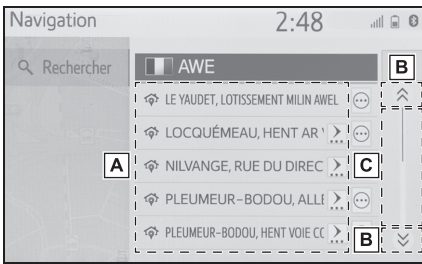 Navigation 2:48
Rechercher
AWE
B
LE YAUDET, LOTISSEMENT MILIN AWEL
LOCQUÉMEAU, HENT AR
A
NILVANGE, RUE DU DIREC
C
PLEUMEUR-BODOU, ALLE
PLEUMEUR-BODOU, HENT VOIE CC
B